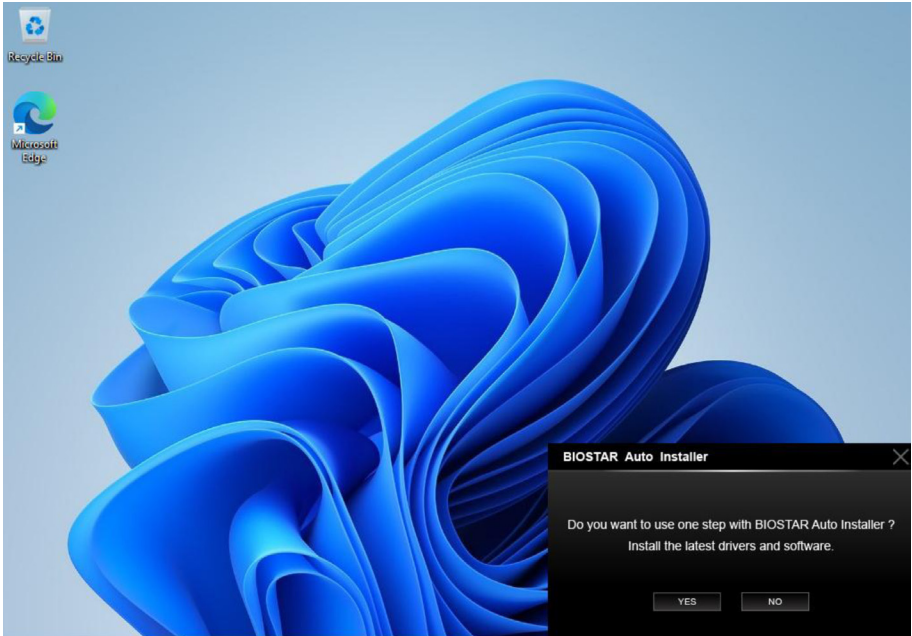 Recycle Bin
Microsoft
Edge
BIOSTAR Auto Installer
Do you want to use one step with BIOSTAR Auto Installer ?
Install the latest drivers and software.
YES
NO